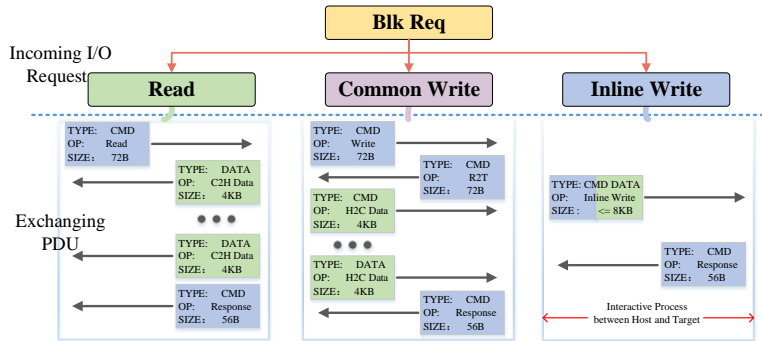 Blk Req
Incoming I/O
Request
Read
Common Write
Inline Write
TYPE: CMD
OP: Read
SIZE: 72B
TYPE: DATA
OP: C2H Data
SIZE: 4KB
TYPE: DATA
OP: C2H Data
SIZE: 4KB
TYPE: CMD
OP: Response
SIZE: 56B
TYPE: CMD
OP: Write
SIZE: 72B
TYPE: CMD
OP: R2T
SIZE: 72B
TYPE: CMD
OP: H2C Data
SIZE: 4KB
TYPE: DATA
OP: H2C Data
SIZE: 4KB
TYPE: CMD
OP: Response
SIZE: 56B
TYPE: CMD DATA
OP: Inline Write
SIZE: <= 8KB
TYPE: CMD
OP: Response
SIZE: 56B
Exchanging
PDU
Interactive Process
between Host and Target